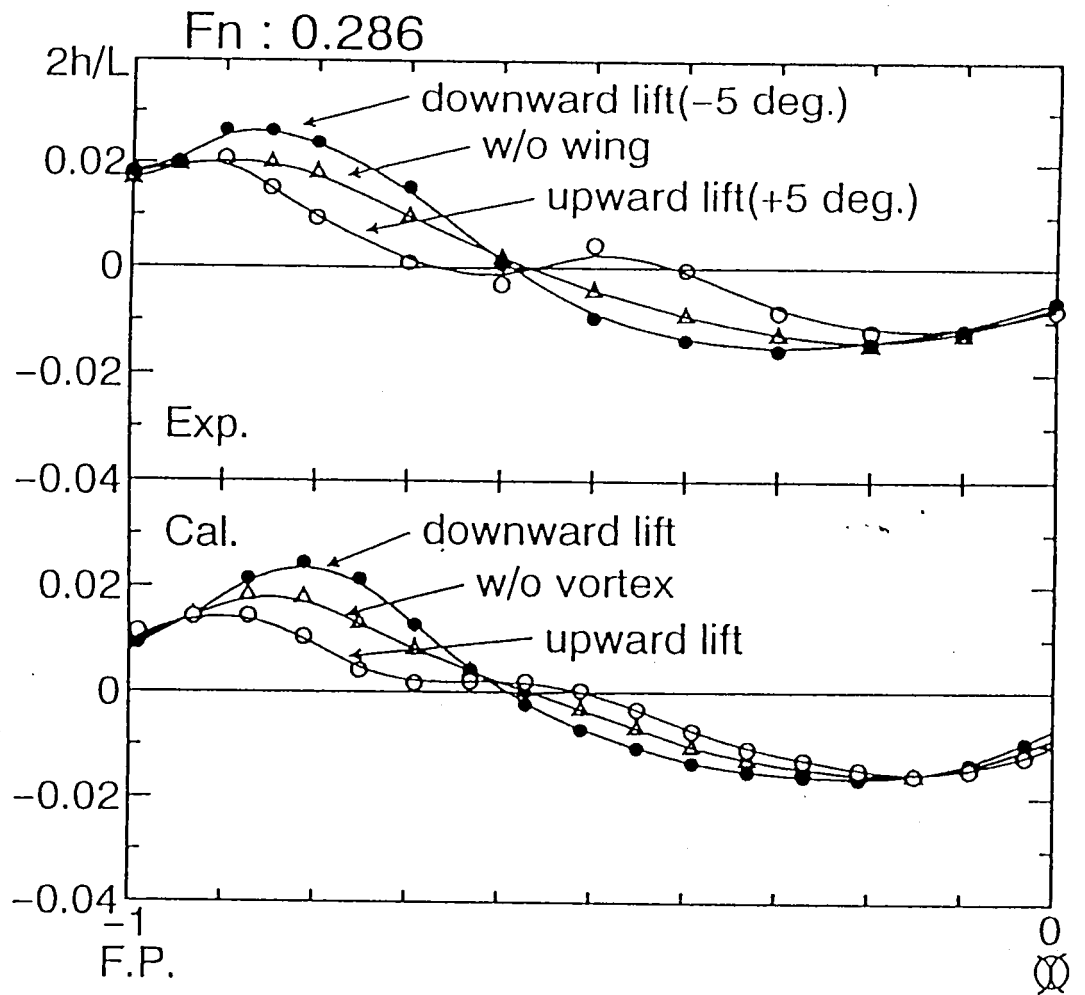 Fn : 0.286
2h/L
downward lift(−5 deg.)
w/o wing
0.02
upward lift(+5 deg.)
0
−0.02
Exp.
−0.04
Cal.
downward lift
0.02
w/o vortex
upward lift
0
−0.02
−0.04
−1
0
F.P.